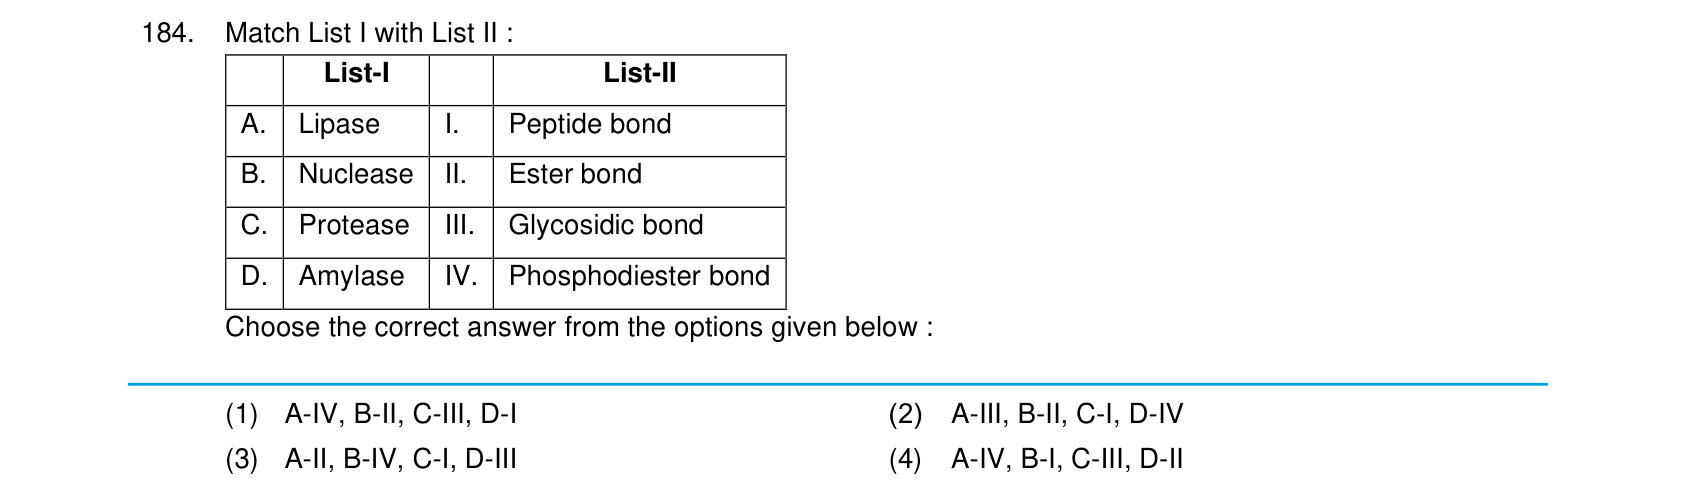 184. Match List I with List II :
List-I List-II
A. Lipase I. Peptide bond
B. Nuclease II. Ester bond
C. Protease III. Glycosidic bond
D. Amylase IV. Phosphodiester bond
Choose the correct answer from the options given below :
(1) A-IV, B-II, C-III, D-I (2) A-III, B-II, C-I, D-IV
(3) A-II, B-IV, C-I, D-III (4) A-IV, B-I, C-III, D-II